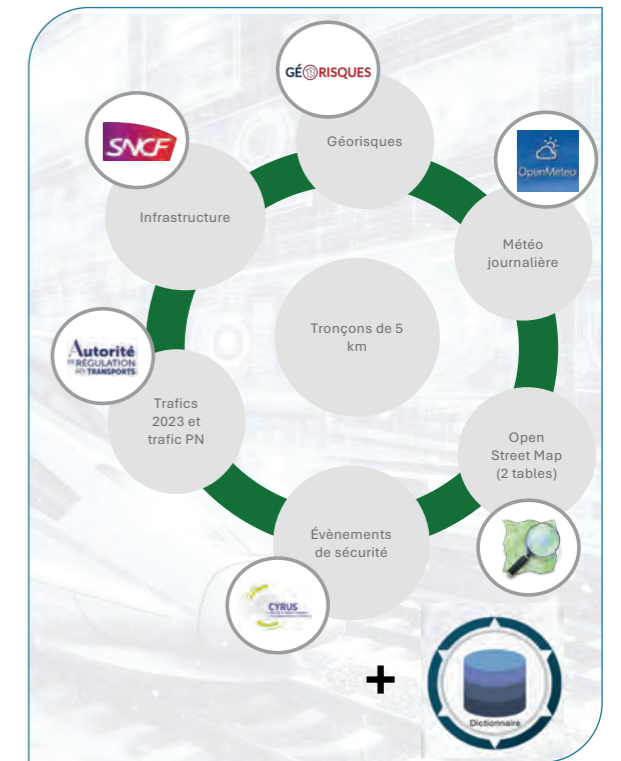 GÉORISQUES
Géorisques
SNCF
Infrastructure
OpenMeteo
Météo
journalière
Tronçons de 5
km
Autorité
DE RÉGULATION
DES TRANSPORTS
Trafics
2023 et
trafic PN
Open
Street Map
(2 tables)
Évènements
de sécurité
CYRUS
+
Dictionnaire